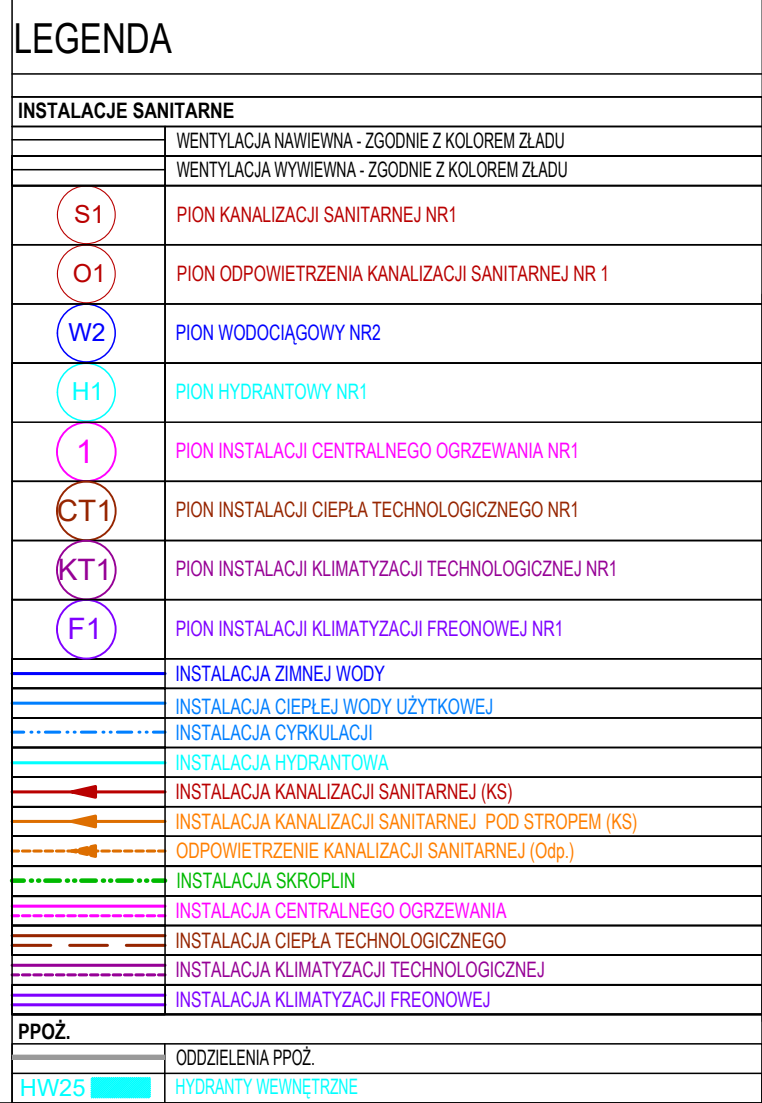 LEGENDA
INSTALACJE SANITARNE
WENTYLACJA NAWIEWNA - ZGODNIE Z KOLOREM ZŁADU
WENTYLACJA WYWIEWNA - ZGODNIE Z KOLOREM ZŁADU
S1 PION KANALIZACJI SANITARNEJ NR1
O1 PION ODPOWIETRZENIA KANALIZACJI SANITARNEJ NR 1
W2 PION WODOCIĄGOWY NR2
H1 PION HYDRANTOWY NR1
1 PION INSTALACJI CENTRALNEGO OGRZEWANIA NR1
CT1 PION INSTALACJI CIEPŁA TECHNOLOGICZNEGO NR1
KT1 PION INSTALACJI KLIMATYZACJI TECHNOLOGICZNEJ NR1
F1 PION INSTALACJI KLIMATYZACJI FREONOWEJ NR1
INSTALACJA ZIMNEJ WODY
INSTALACJA CIEPŁEJ WODY UŻYTKOWEJ
INSTALACJA CYRKULACJI
INSTALACJA HYDRANTOWA
INSTALACJA KANALIZACJI SANITARNEJ (KS)
INSTALACJA KANALIZACJI SANITARNEJ POD STROPEM (KS)
ODPOWIETRZENIE KANALIZACJI SANITARNEJ (Odp.)
INSTALACJA SKROPLIN
INSTALACJA CENTRALNEGO OGRZEWANIA
INSTALACJA CIEPŁA TECHNOLOGICZNEGO
INSTALACJA KLIMATYZACJI TECHNOLOGICZNEJ
INSTALACJA KLIMATYZACJI FREONOWEJ
PPOŻ.
ODDZIELENIA PPOŻ.
HW25 HYDRANTY WEWNĘTRZNE